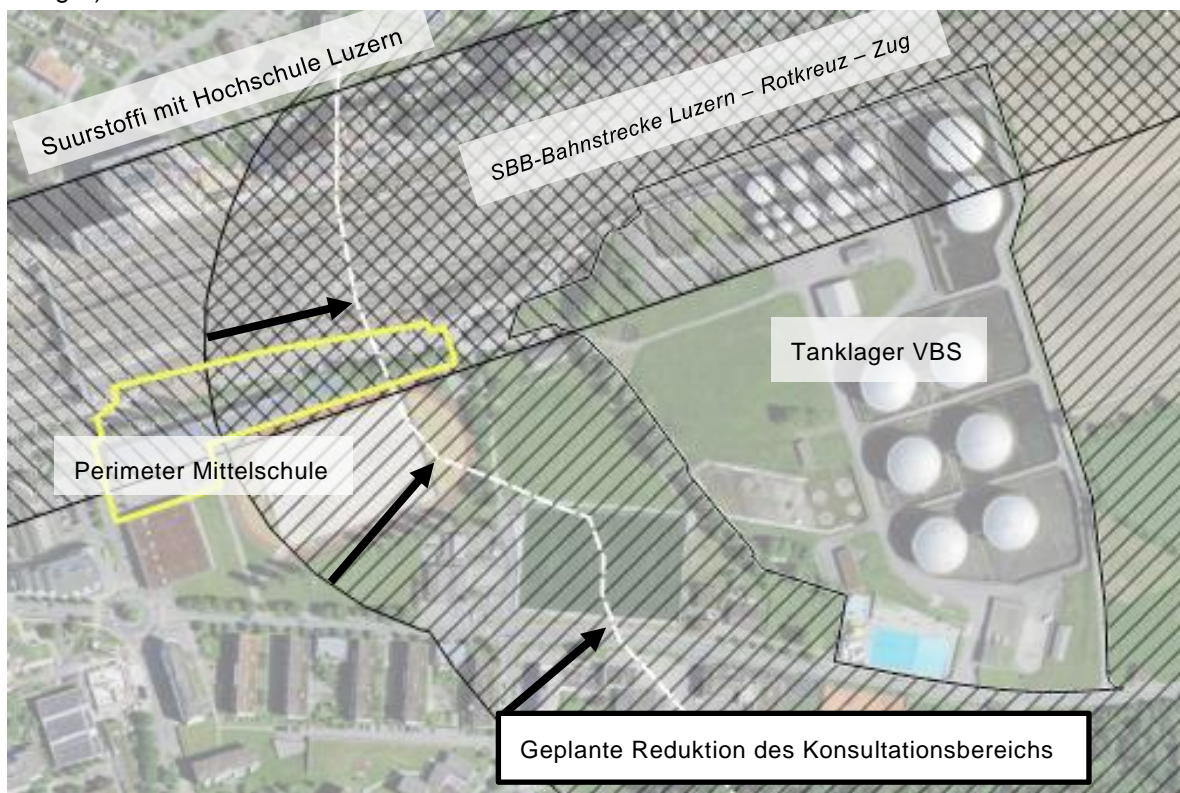 Suurstoffi mit Hochschule Luzern
SBB-Bahnstrecke Luzern – Rotkreuz – Zug
Tanklager VBS
Perimeter Mittelschule
Geplante Reduktion des Konsultationsbereichs